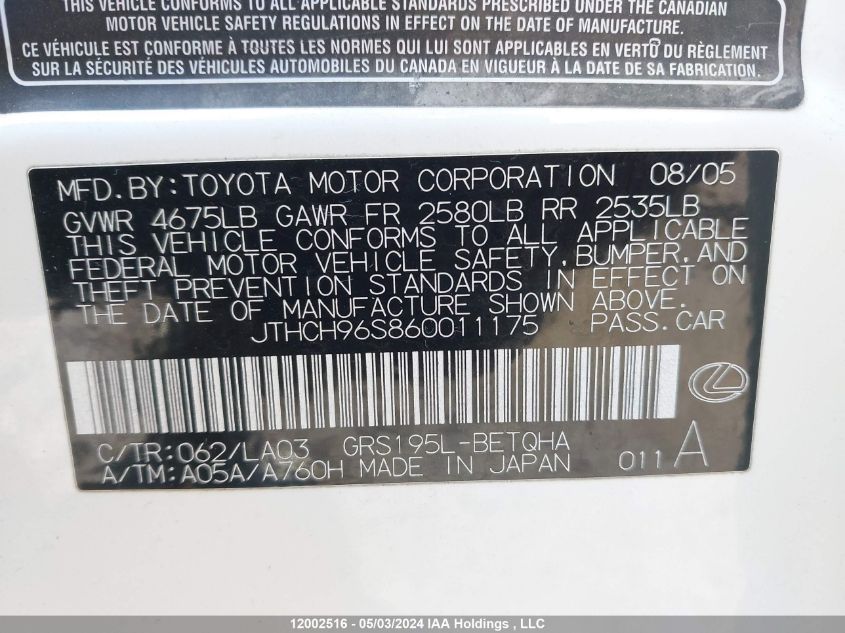 THIS VEHICLE CONFORMS TO ALL APPLICABLE STANDARDS PRESCRIBED UNDER THE CANADIAN
MOTOR VEHICLE SAFETY REGULATIONS IN EFFECT ON THE DATE OF MANUFACTURE.
CE VÉHICULE EST CONFORME À TOUTES LES NORMES QUI LUI SONT APPLICABLES EN VERTU DU RÈGLEMENT
SUR LA SÉCURITÉ DES VÉHICULES AUTOMOBILES DU CANADA EN VIGUEUR À LA DATE DE SA FABRICATION.
MFD. BY: TOYOTA MOTOR CORPORATION 08/05
GVWR 4675LB GAWR FR 2580LB RR 2535LB
THIS VEHICLE CONFORMS TO ALL APPLICABLE
FEDERAL MOTOR VEHICLE SAFETY, BUMPER, AND
THEFT PREVENTION STANDARDS IN EFFECT ON
THE DATE OF MANUFACTURE SHOWN ABOVE.
JTHCH96S860011175 PASS. CAR
C/TR: 062/LA03 GRS195L-BETQHA
A/TM: A05A/A760H MADE IN JAPAN 011 A
12002516 - 05/03/2024 IAA Holdings , LLC